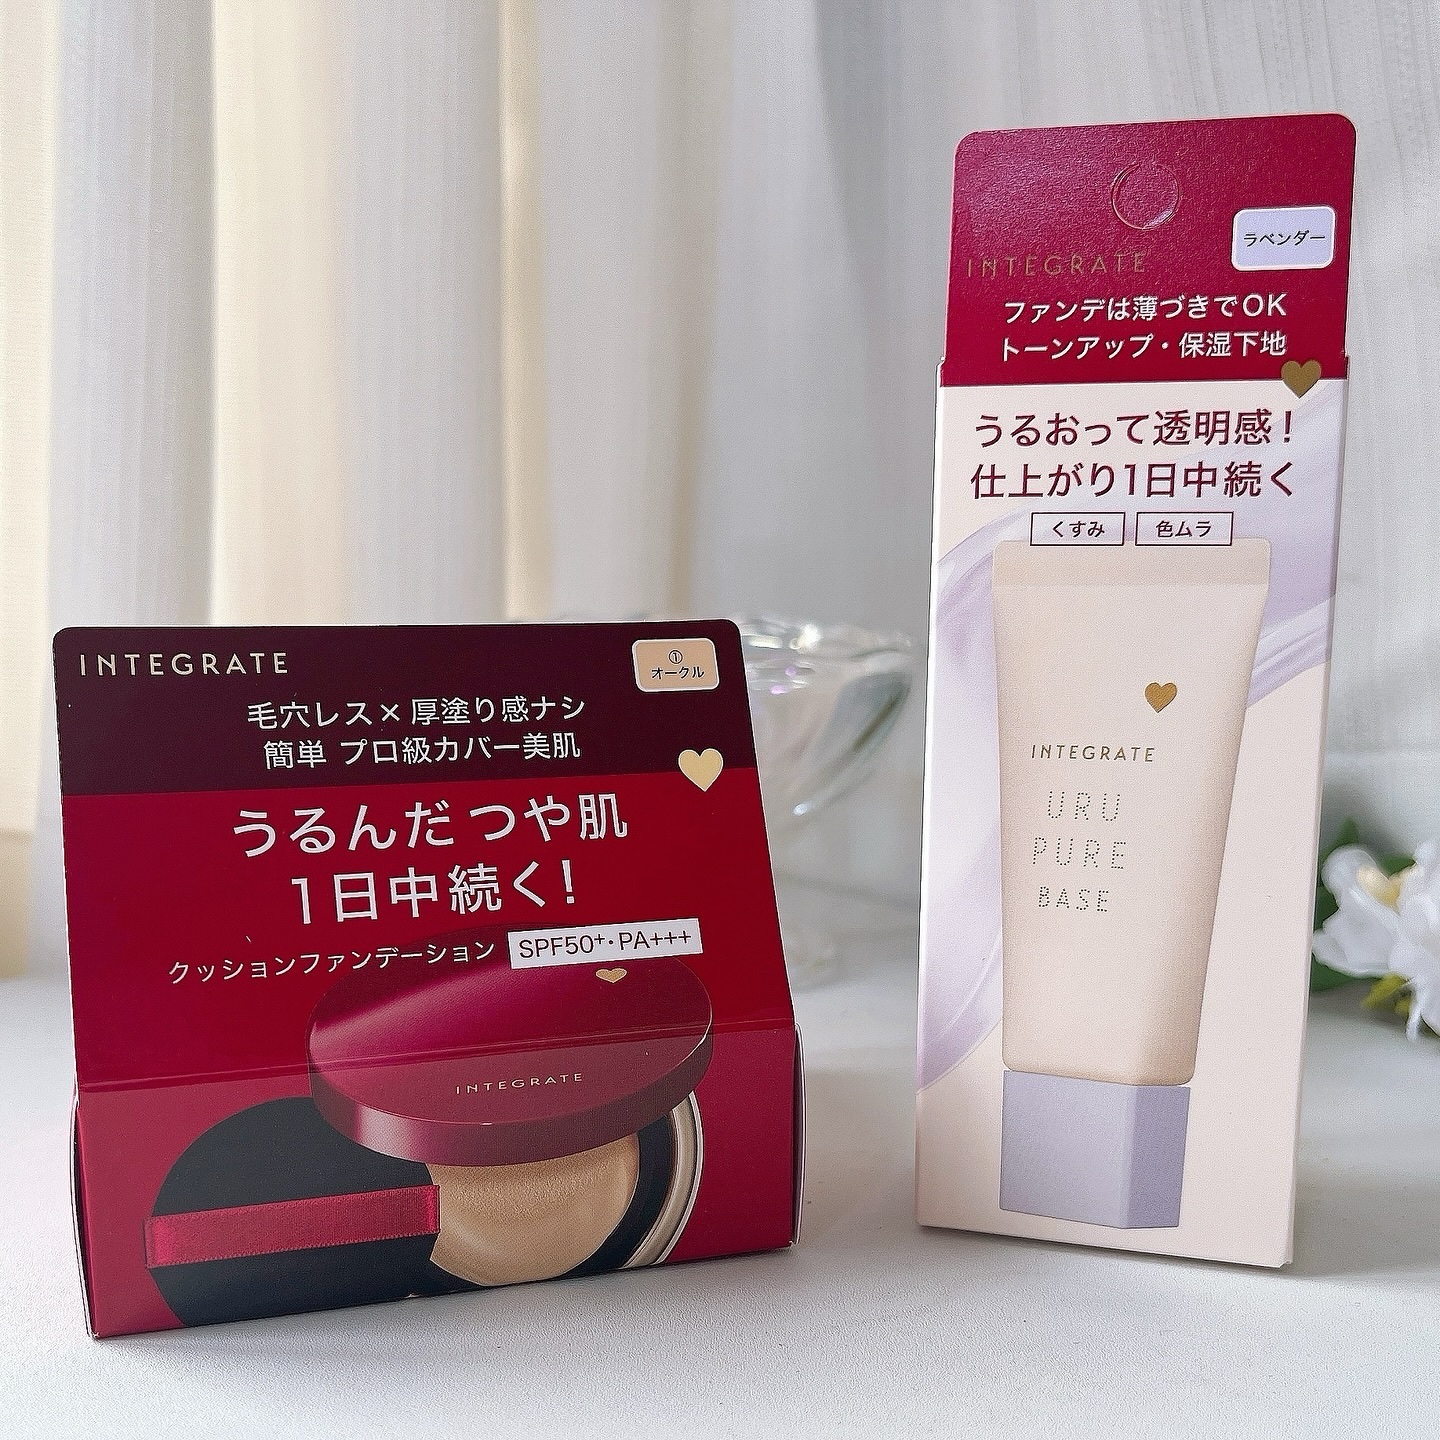 INTEGRATE
①
オークル
毛穴レス×厚塗り感ナシ
簡単 プロ級カバー美肌
うるんだ つや肌
1日中続く!
クッションファンデーション SPF50+・PA+++
INTEGRATE
ラベンダー
INTEGRATE
ファンデは薄づきでOK
トーンアップ・保湿下地
うるおって透明感!
仕上がり1日中続く
くすみ 色ムラ
INTEGRATE
URU
PURE
BASE